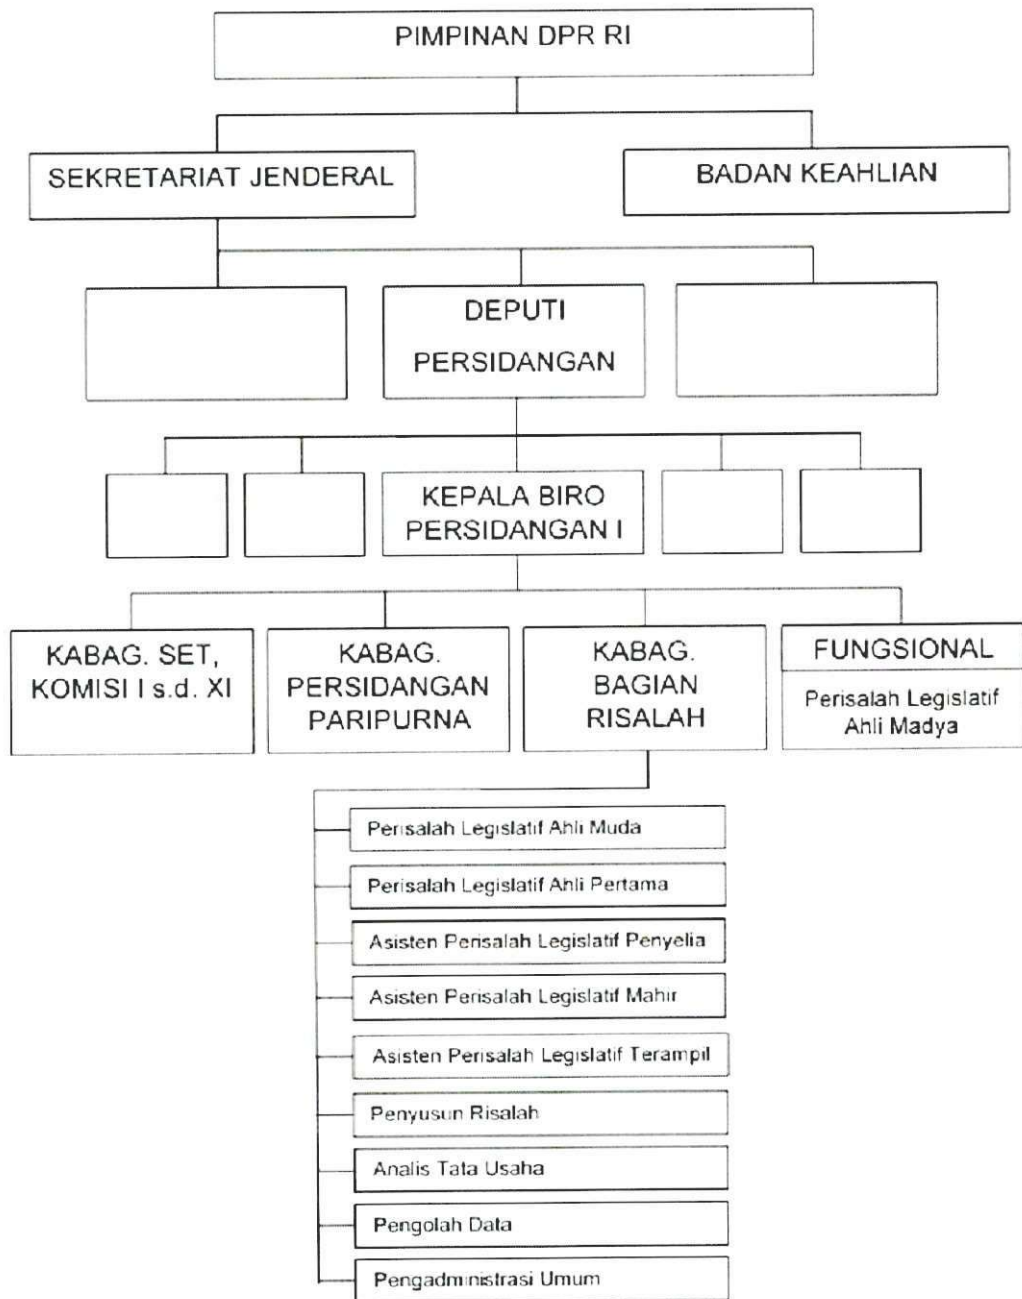 PIMPINAN DPR RI
SEKRETARIAT JENDERAL
BADAN KEAHLIAN
DEPUTI
PERSIDANGAN
KEPALA BIRO
PERSIDANGAN I
KABAG. SET,
KOMISI I s.d. XI
KABAG.
PERSIDANGAN
PARIPURNA
KABAG.
BAGIAN
RISALAH
FUNGSIONAL
Perisalah Legislatif
Ahli Madya
Perisalah Legislatif Ahli Muda
Perisalah Legislatif Ahli Pertama
Asisten Perisalah Legislatif Penyelia
Asisten Perisalah Legislatif Mahir
Asisten Perisalah Legislatif Terampil
Penyusun Risalah
Analis Tata Usaha
Pengolah Data
Pengadministrasi Umum